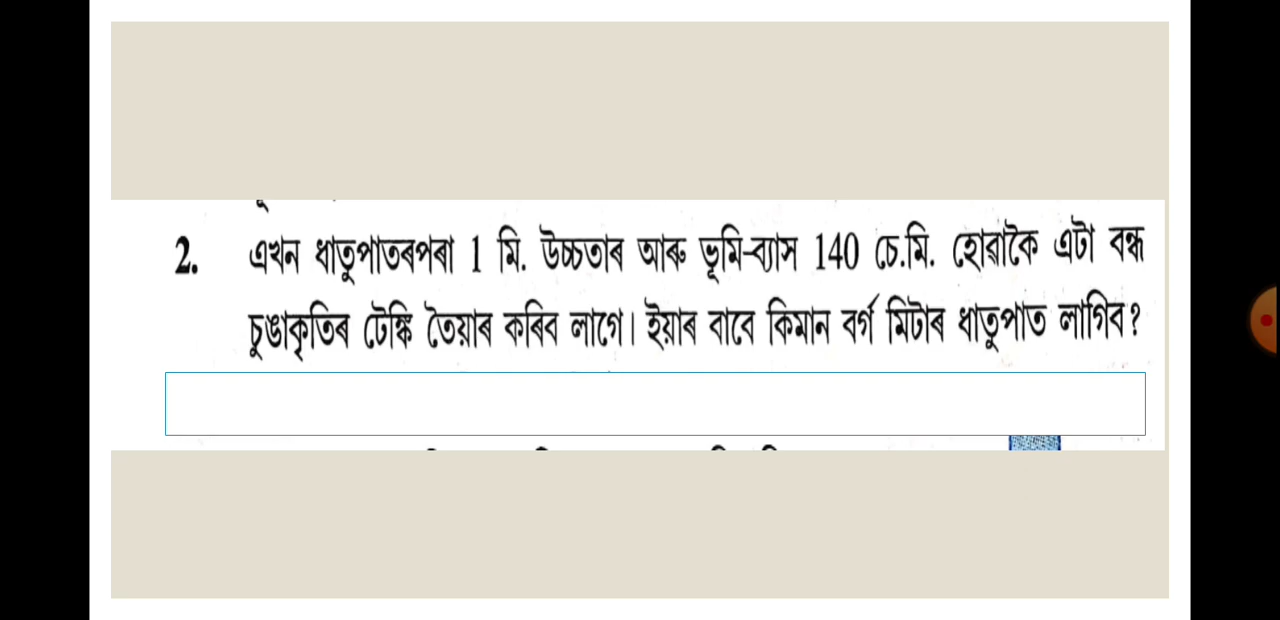 2. এখন ধাতুপাতৰপৰা 1 মি. উচ্চতাৰ আৰু ভূমি-ব্যাস 140 চে.মি. হোৱাকৈ এটা বন্ধ
চুঙাকৃতিৰ টেঙ্কি তৈয়াৰ কৰিব লাগে। ইয়াৰ বাবে কিমান বৰ্গ মিটাৰ ধাতুপাত লাগিব?